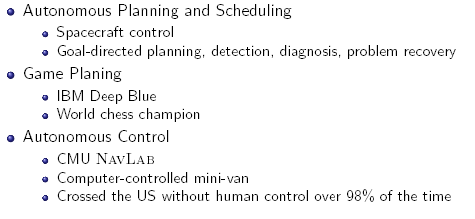 Autonomous Planning and Scheduling
Spacecraft control
Goal-directed planning, detection, diagnosis, problem recovery
Game Planing
IBM Deep Blue
World chess champion
Autonomous Control
CMU NAVLAB
Computer-controlled mini-van
Crossed the US without human control over 98% of the time